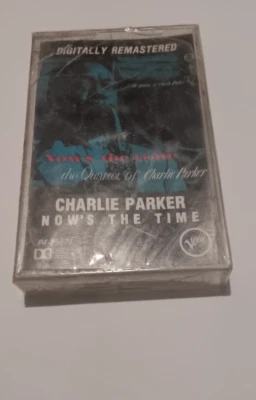 DIGITALLY REMASTERED
Now's the time
the Quartet of Charlie Parker
CHARLIE PARKER
NOW'S THE TIME
Verve